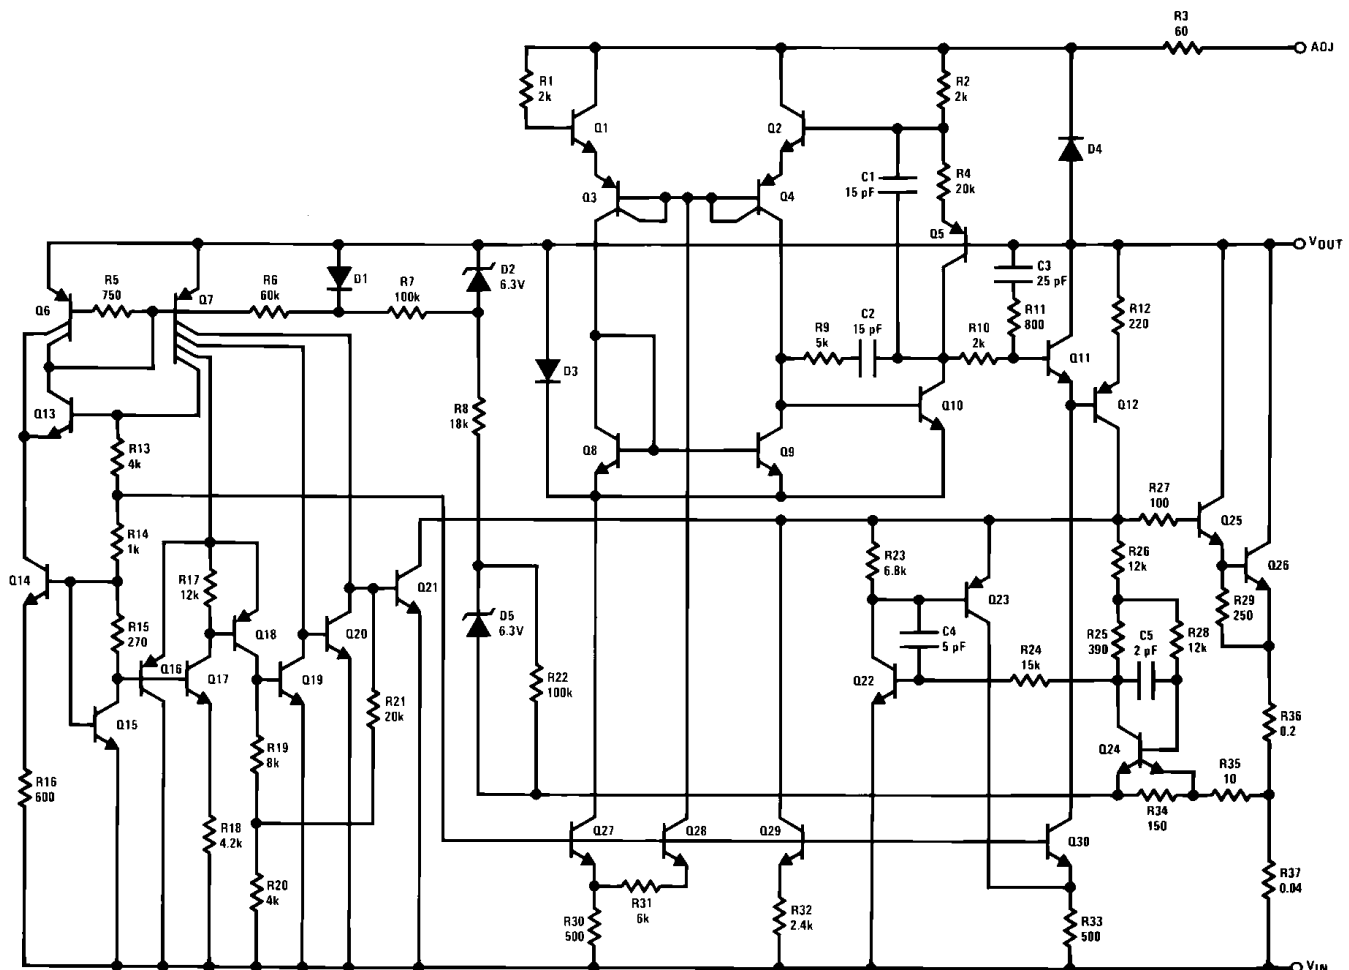 R3
60
ADJ
R1
2k
R2
2k
Q1
Q2
D4
C1
15 pF
R4
20k
Q3
Q4
Q5
VOUT
C3
25 pF
D2
6.3V
R5
750
Q7
R6
60k
D1
R7
100k
Q6
R12
220
R11
800
C2
15 pF
R9
5k
R10
2k
Q11
D3
Q12
Q13
R8
18k
Q10
R13
4k
Q8
Q9
R27
100
Q25
R14
1k
R23
6.8k
R26
12k
Q26
Q14
R17
12k
Q21
Q23
R29
250
R15
270
Q18
Q20
D5
6.3V
C4
5 pF
R25
390
C5
2 pF
R28
12k
Q16
Q17
Q19
R24
15k
R22
100k
Q22
R21
20k
Q15
R36
0.2
R19
8k
Q24
R35
10
R16
600
R34
150
R18
4.2k
Q27
Q28
Q29
Q30
R20
4k
R37
0.04
R31
6k
R30
500
R32
2.4k
R33
500
VIN